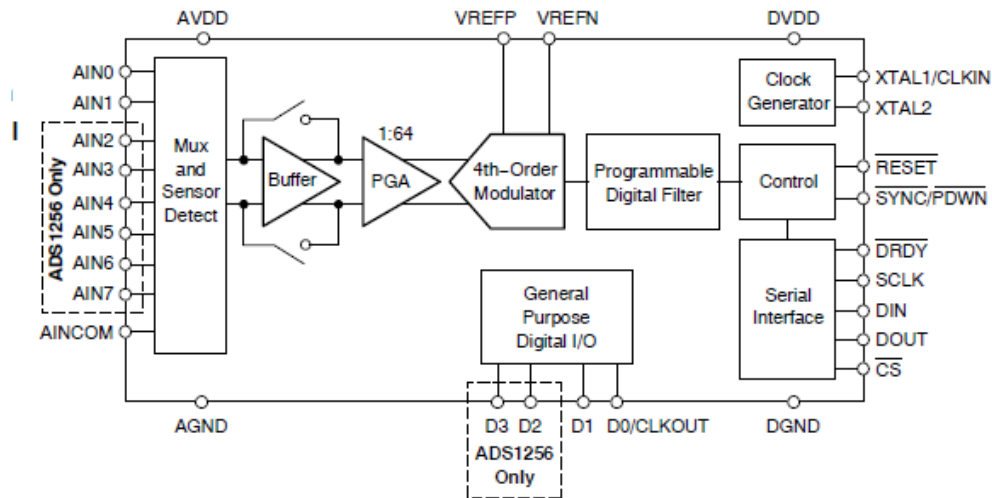 AVDD
VREFP
VREFN
DVDD
AIN0
AIN1
AIN2
AIN3
AIN4
AIN5
AIN6
AIN7
AINCOM
ADS1256 Only
Mux
and
Sensor
Detect
Buffer
1:64
PGA
4th-Order
Modulator
Programmable
Digital Filter
Clock
Generator
Control
Serial
Interface
General
Purpose
Digital I/O
XTAL1/CLKIN
XTAL2
RESET
SYNC/PDWN
DRDY
SCLK
DIN
DOUT
CS
AGND
D3
D2
D1
D0/CLKOUT
DGND
ADS1256
Only